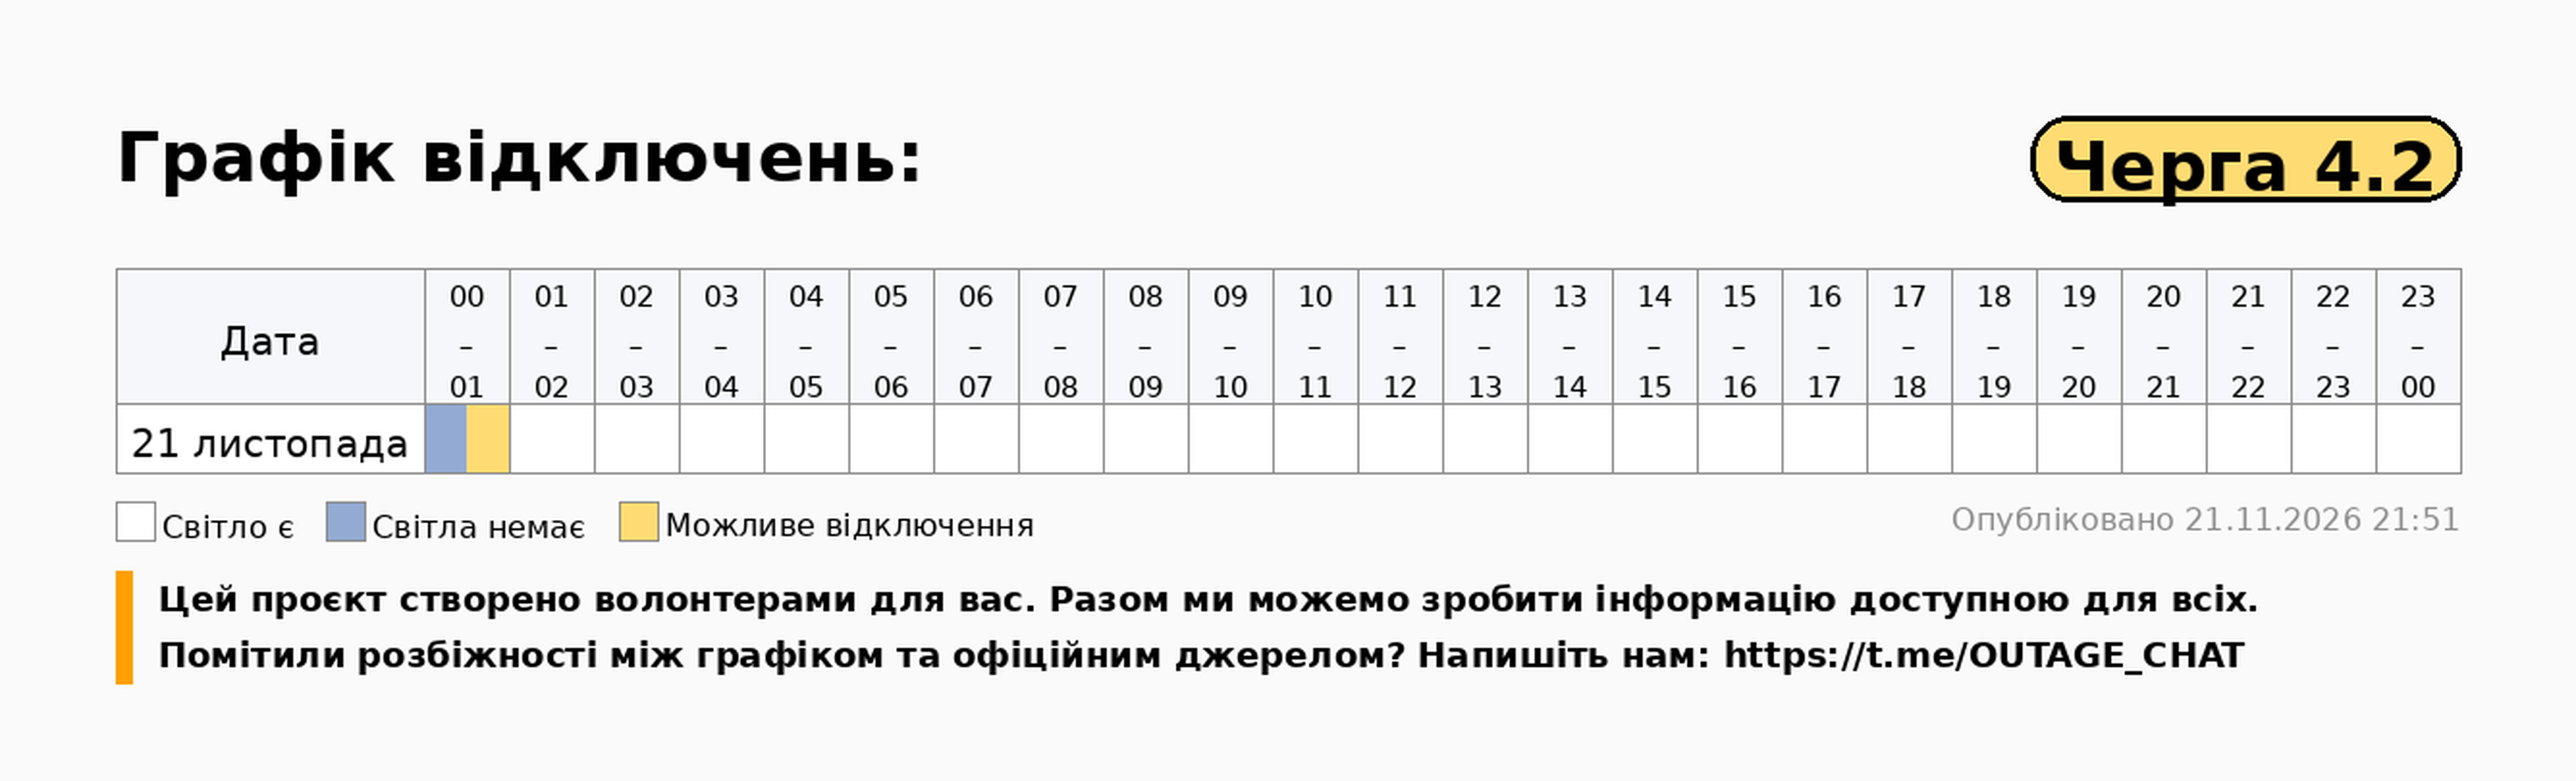 Графік відключень:
Черга 4.2
Дата 00 – 01 01 – 02 02 – 03 03 – 04 04 – 05 05 – 06 06 – 07 07 – 08 08 – 09 09 – 10 10 – 11 11 – 12 12 – 13 13 – 14 14 – 15 15 – 16 16 – 17 17 – 18 18 – 19 19 – 20 20 – 21 21 – 22 22 – 23 23 – 00
21 листопада
Світло є Світла немає Можливе відключення
Опубліковано 21.11.2026 21:51
Цей проєкт створено волонтерами для вас. Разом ми можемо зробити інформацію доступною для всіх.
Помітили розбіжності між графіком та офіційним джерелом? Напишіть нам: https://t.me/OUTAGE_CHAT